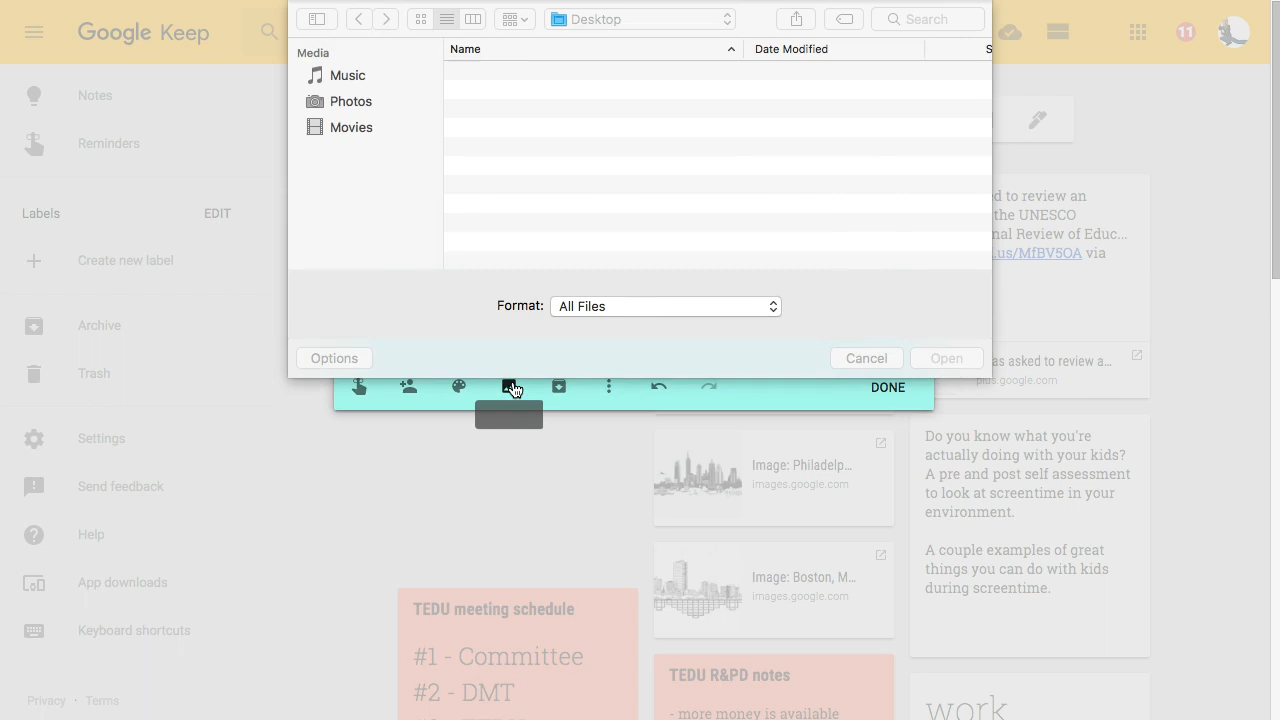 Desktop
Search
Google Keep
11
Media
Music
Photos
Movies
Name
Date Modified
S
Format: All Files
Options
Cancel
Open
DONE
Notes
Reminders
Labels
EDIT
Create new label
Archive
Trash
Settings
Send feedback
Help
App downloads
Keyboard shortcuts
Privacy · Terms
TEDU meeting schedule
#1 - Committee
#2 - DMT
Image: Philadelp...
images.google.com
Image: Boston, M...
images.google.com
TEDU R&PD notes
- more money is available
ed to review an
the UNESCO
nal Review of Educ...
.us/MfBV5OA via
as asked to review a...
plus.google.com
Do you know what you're
actually doing with your kids?
A pre and post self assessment
to look at screentime in your
environment.
A couple examples of great
things you can do with kids
during screentime.
work